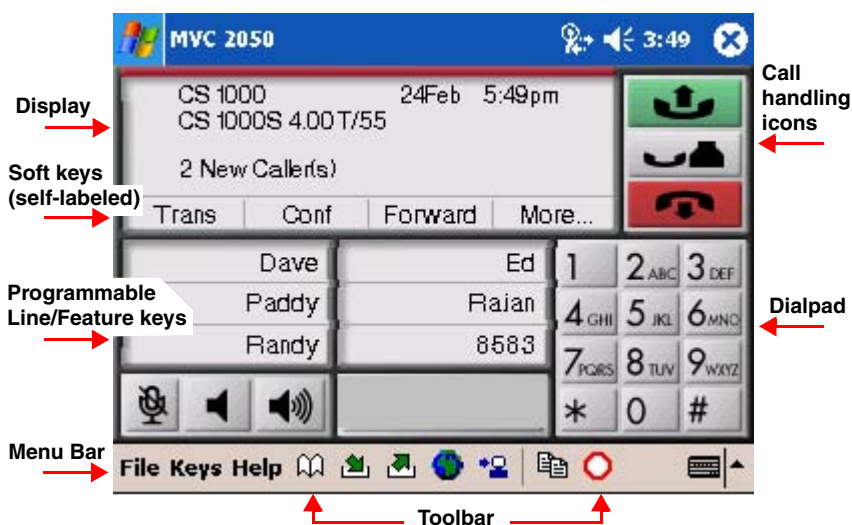 MVC 2050 3:49
Call
handling
icons
Display
CS 1000 24Feb 5:49pm
CS 1000S 4.00T/55
2 New Caller(s)
Soft keys
(self-labeled)
Trans Conf Forward More...
Dave Ed 1 2 ABC 3 DEF
Programmable
Line/Feature keys
Paddy Rajan 4 GHI 5 JKL 6 MNO
Dialpad
Randy 8583 7 PQRS 8 TUV 9 WXYZ
* 0 #
Menu Bar
File Keys Help
Toolbar